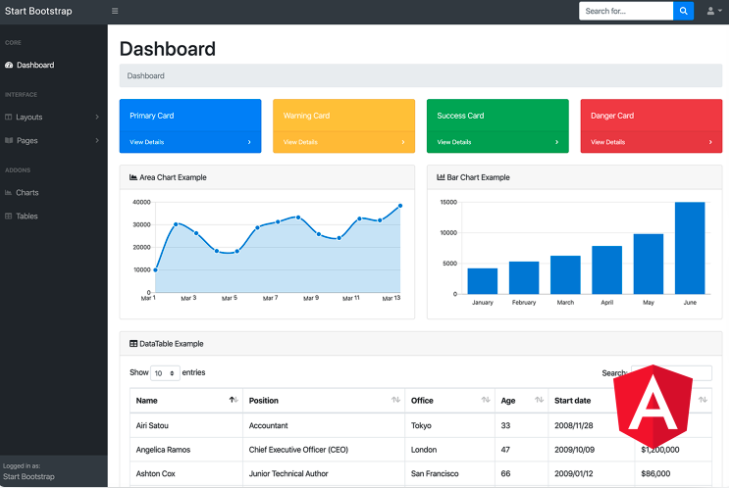 Start Bootstrap
Search for...
CORE
Dashboard
INTERFACE
Layouts
Pages
ADDONS
Charts
Tables
Logged in as:
Start Bootstrap
Dashboard
Dashboard
Primary Card
View Details
Warning Card
View Details
Success Card
View Details
Danger Card
View Details
Area Chart Example
40000
30000
20000
10000
0
Mar 1 Mar 3 Mar 5 Mar 7 Mar 9 Mar 11 Mar 13
Bar Chart Example
15000
10000
5000
0
January February March April May June
DataTable Example
Show 10 entries
Search:
Name Position Office Age Start date
Airi Satou Accountant Tokyo 33 2008/11/28
Angelica Ramos Chief Executive Officer (CEO) London 47 2009/10/09 $1,200,000
Ashton Cox Junior Technical Author San Francisco 66 2009/01/12 $86,000
A